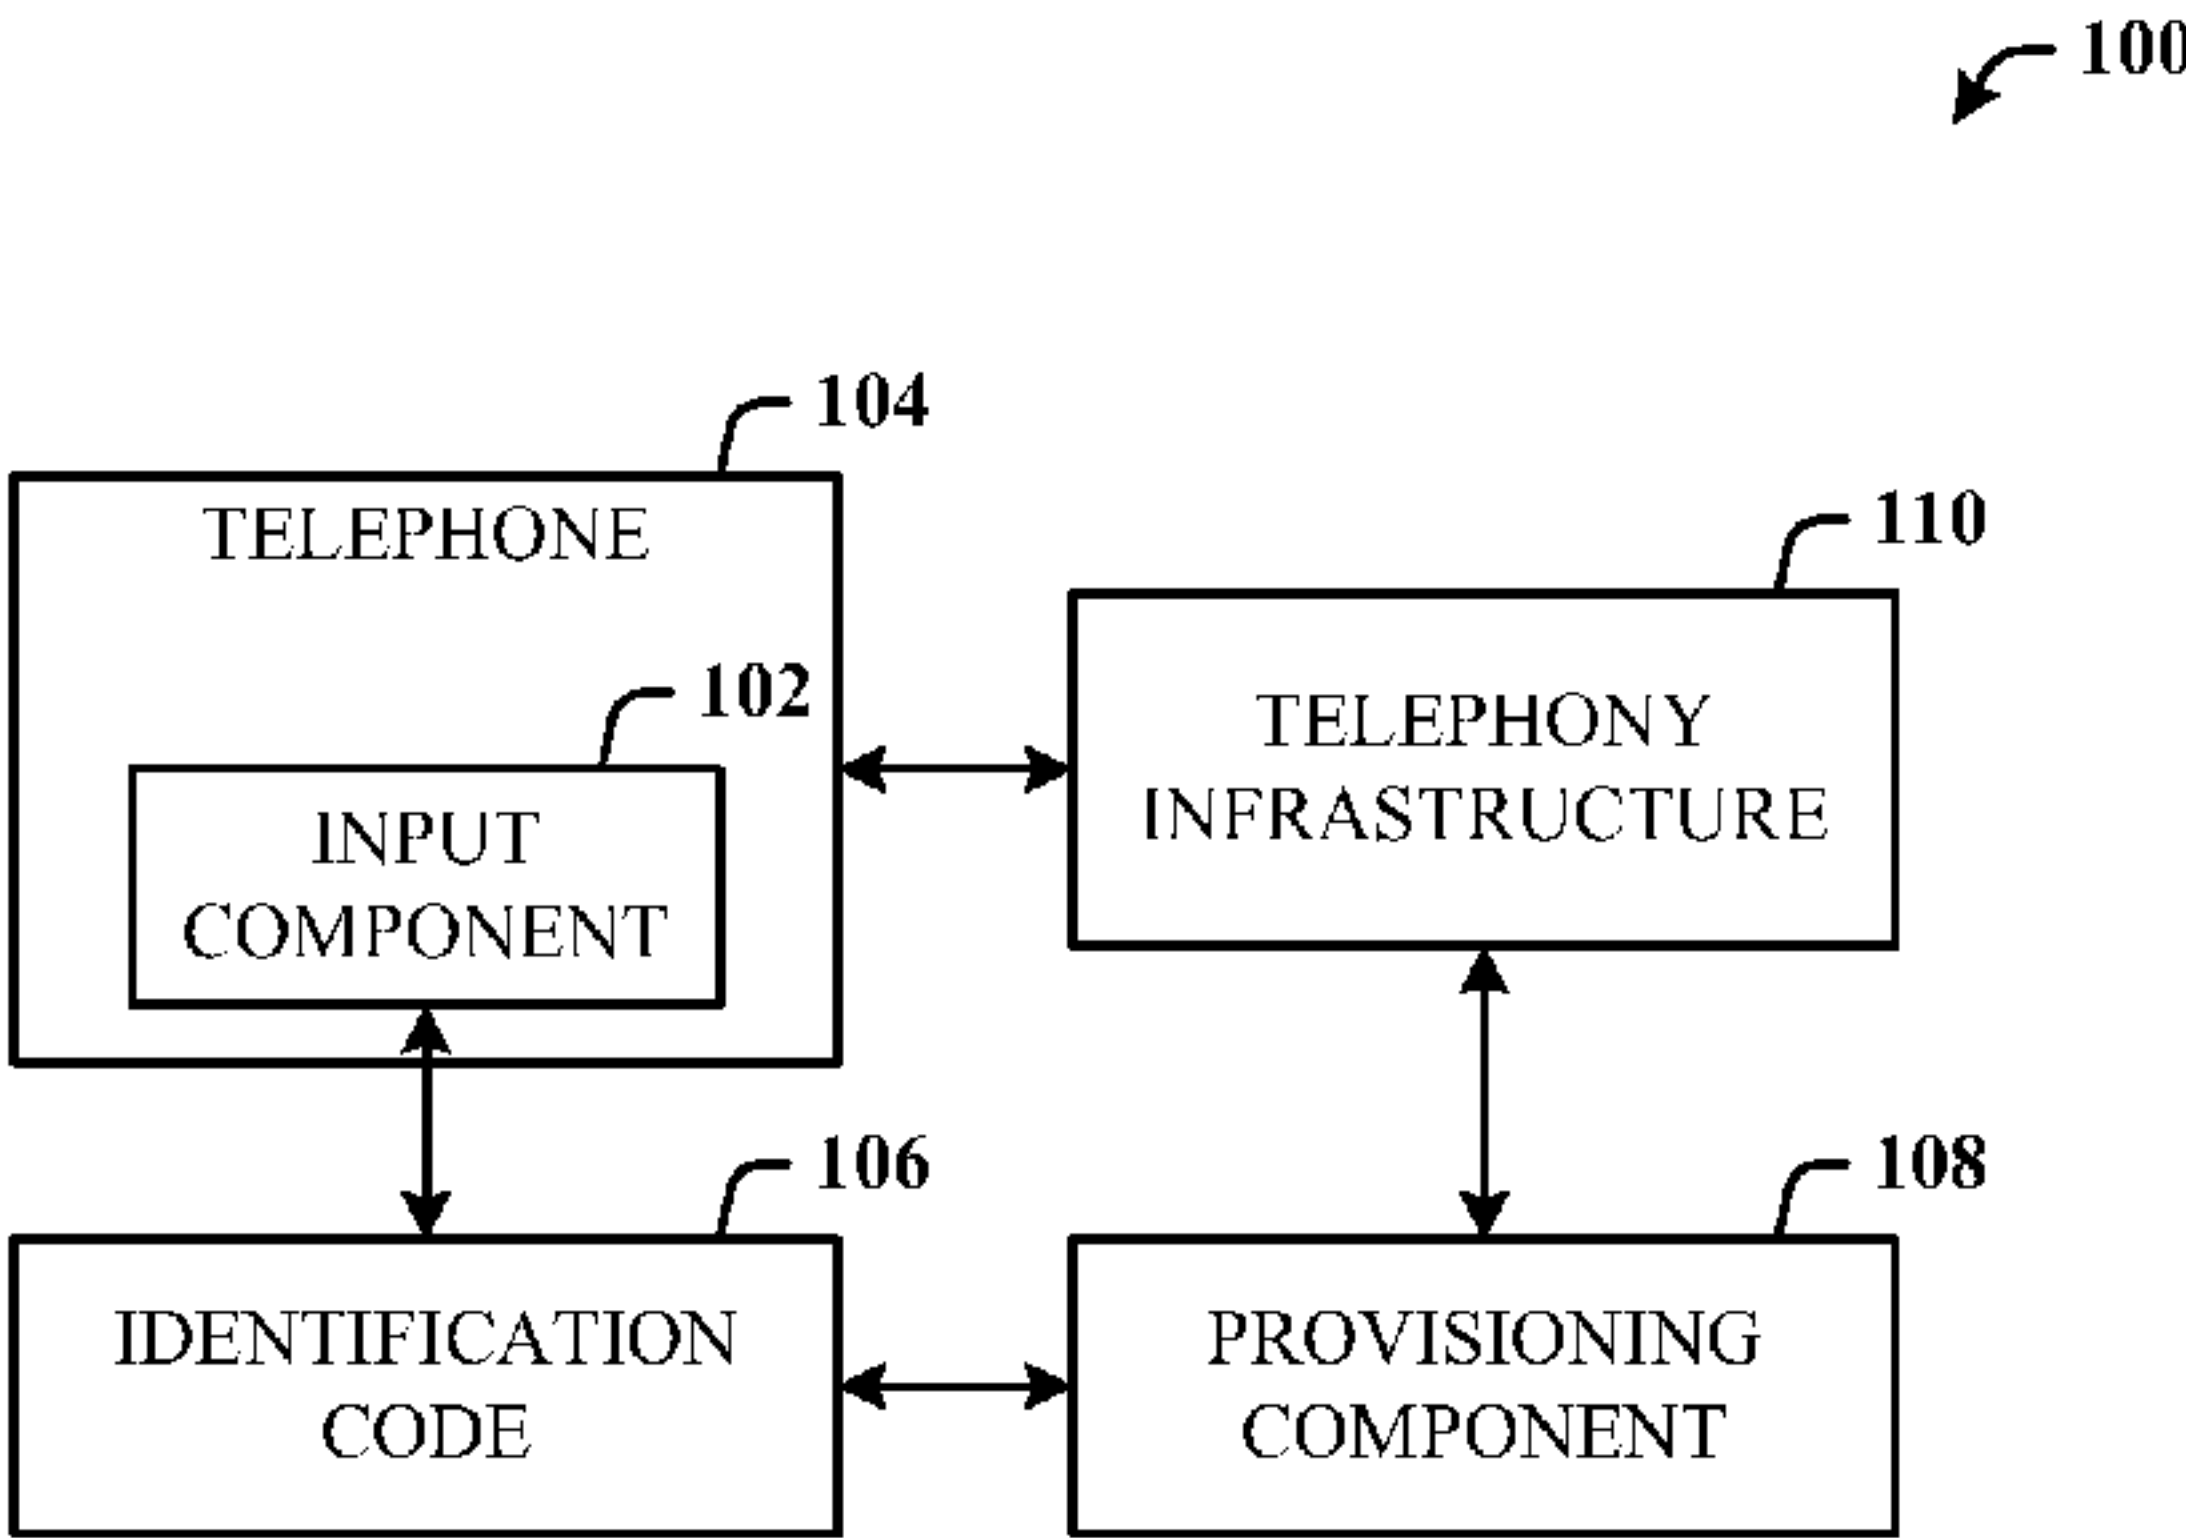 100
104
TELEPHONE
110
102
TELEPHONY
INFRASTRUCTURE
INPUT
COMPONENT
106
108
IDENTIFICATION
CODE
PROVISIONING
COMPONENT